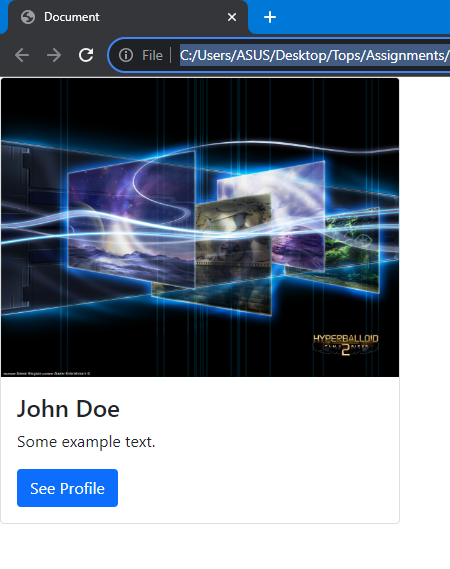 Document
File C:/Users/ASUS/Desktop/Tops/Assignments/
HYPERBALLOID
2
John Doe
Some example text.
See Profile